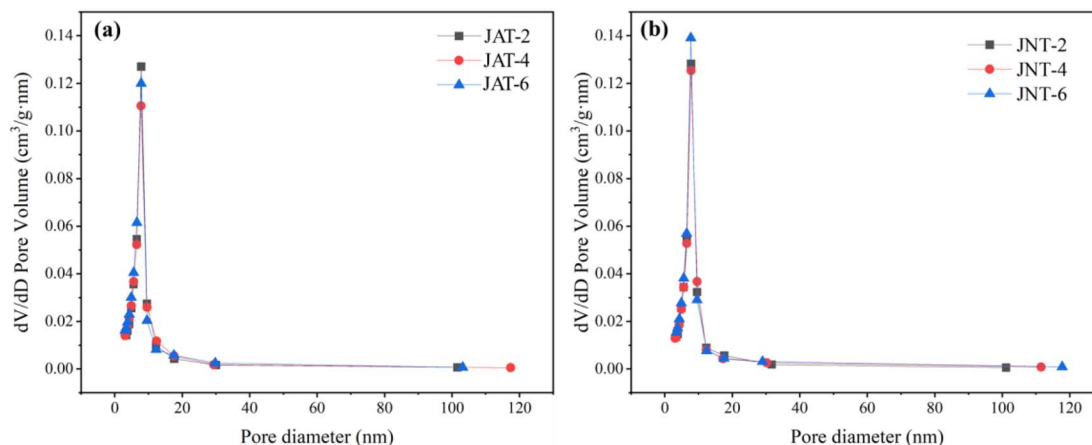 (a)
JAT-2
JAT-4
JAT-6
dV/dD Pore Volume (cm³/g·nm)
0.14
0.12
0.10
0.08
0.06
0.04
0.02
0.00
0 20 40 60 80 100 120
Pore diameter (nm)
(b)
JNT-2
JNT-4
JNT-6
dV/dD Pore Volume (cm³/g·nm)
0.14
0.12
0.10
0.08
0.06
0.04
0.02
0.00
0 20 40 60 80 100 120
Pore diameter (nm)